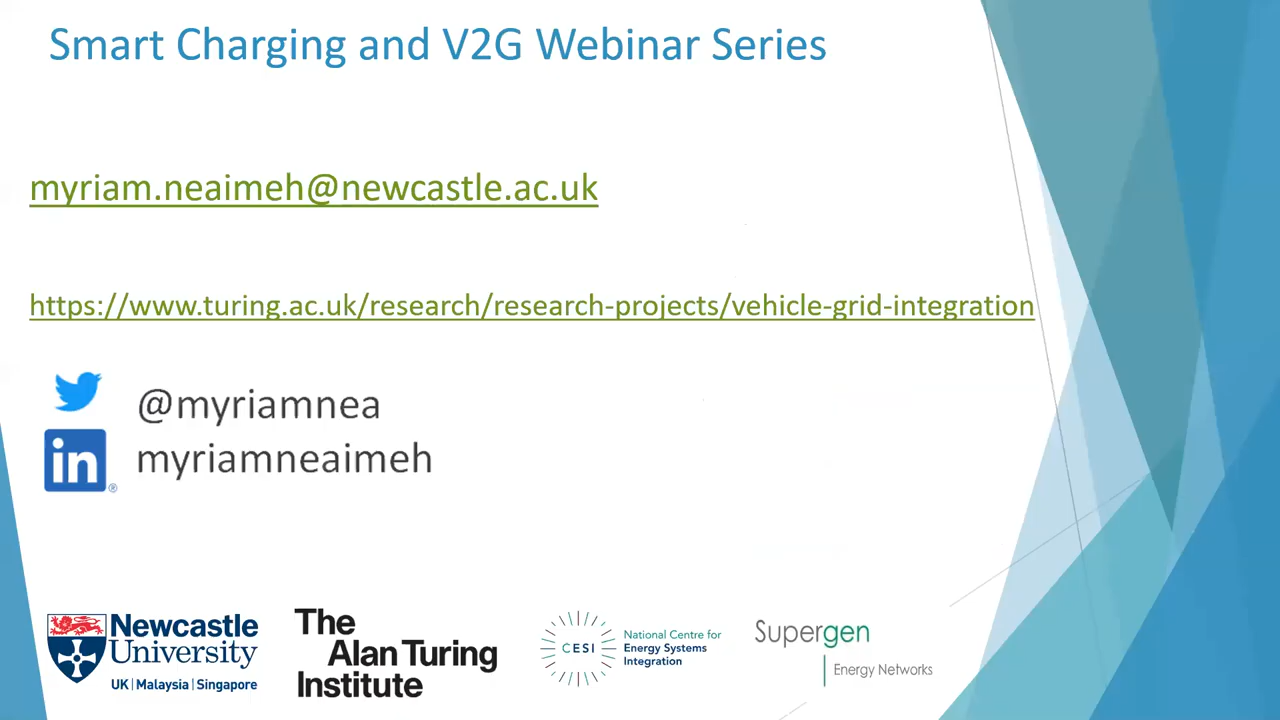 Smart Charging and V2G Webinar Series
myriam.neaimeh@newcastle.ac.uk
https://www.turing.ac.uk/research/research-projects/vehicle-grid-integration
@myriamnea
in®
myriamneaimeh
Newcastle
University
UK | Malaysia | Singapore
The
Alan Turing
Institute
CESI
National Centre for
Energy Systems
Integration
Supergen
Energy Networks